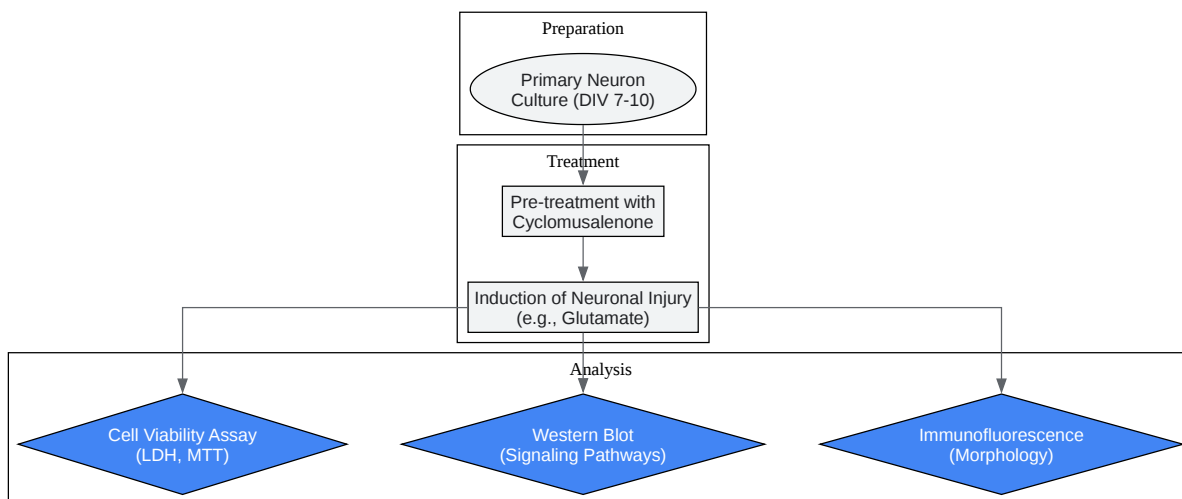 Preparation
Primary Neuron
Culture (DIV 7-10)
Treatment
Pre-treatment with
Cyclomusalenone
Induction of Neuronal Injury
(e.g., Glutamate)
Analysis
Cell Viability Assay
(LDH, MTT)
Western Blot
(Signaling Pathways)
Immunofluorescence
(Morphology)